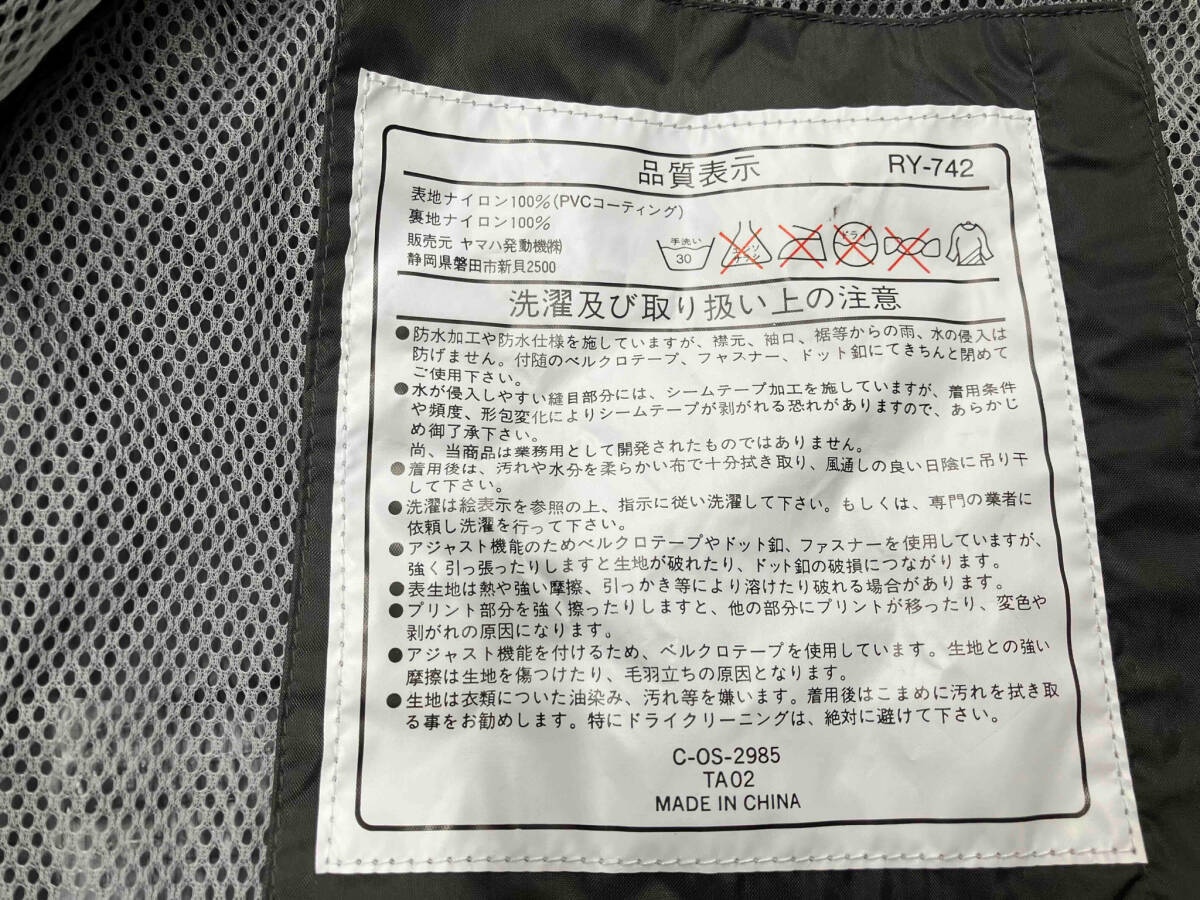 品質表示 RY-742
表地ナイロン100%(PVCコーティング)
裏地ナイロン100%
販売元 ヤマハ発動機㈱
静岡県磐田市新貝2500
手洗い
30
エンソ
サラシ
ドライ
洗濯及び取り扱い上の注意
●防水加工や防水仕様を施していますが、襟元、袖口、裾等からの雨、水の侵入は
防げません。付随のベルクロテープ、ファスナー、ドット釦にてきちんと閉めて
ご使用下さい。
●水が侵入しやすい縫目部分には、シームテープ加工を施していますが、着用条件
や頻度、形包変化によりシームテープが剥がれる恐れがありますので、あらかじ
め御了承下さい。
尚、当商品は業務用として開発されたものではありません。
●着用後は、汚れや水分を柔らかい布で十分拭き取り、風通しの良い日陰に吊り干
して下さい。
●洗濯は絵表示を参照の上、指示に従い洗濯して下さい。もしくは、専門の業者に
依頼し洗濯を行って下さい。
●アジャスト機能のためベルクロテープやドット釦、ファスナーを使用していますが、
強く引っ張ったりしますと生地が破れたり、ドット釦の破損につながります。
●表生地は熱や強い摩擦、引っかき等により溶けたり破れる場合があります。
●プリント部分を強く擦ったりしますと、他の部分にプリントが移ったり、変色や
剥がれの原因になります。
●アジャスト機能を付けるため、ベルクロテープを使用しています。生地との強い
摩擦は生地を傷つけたり、毛羽立ちの原因となります。
●生地は衣類についた油染み、汚れ等を嫌います。着用後はこまめに汚れを拭き取
る事をお勧めします。特にドライクリーニングは、絶対に避けて下さい。
C-OS-2985
TA02
MADE IN CHINA